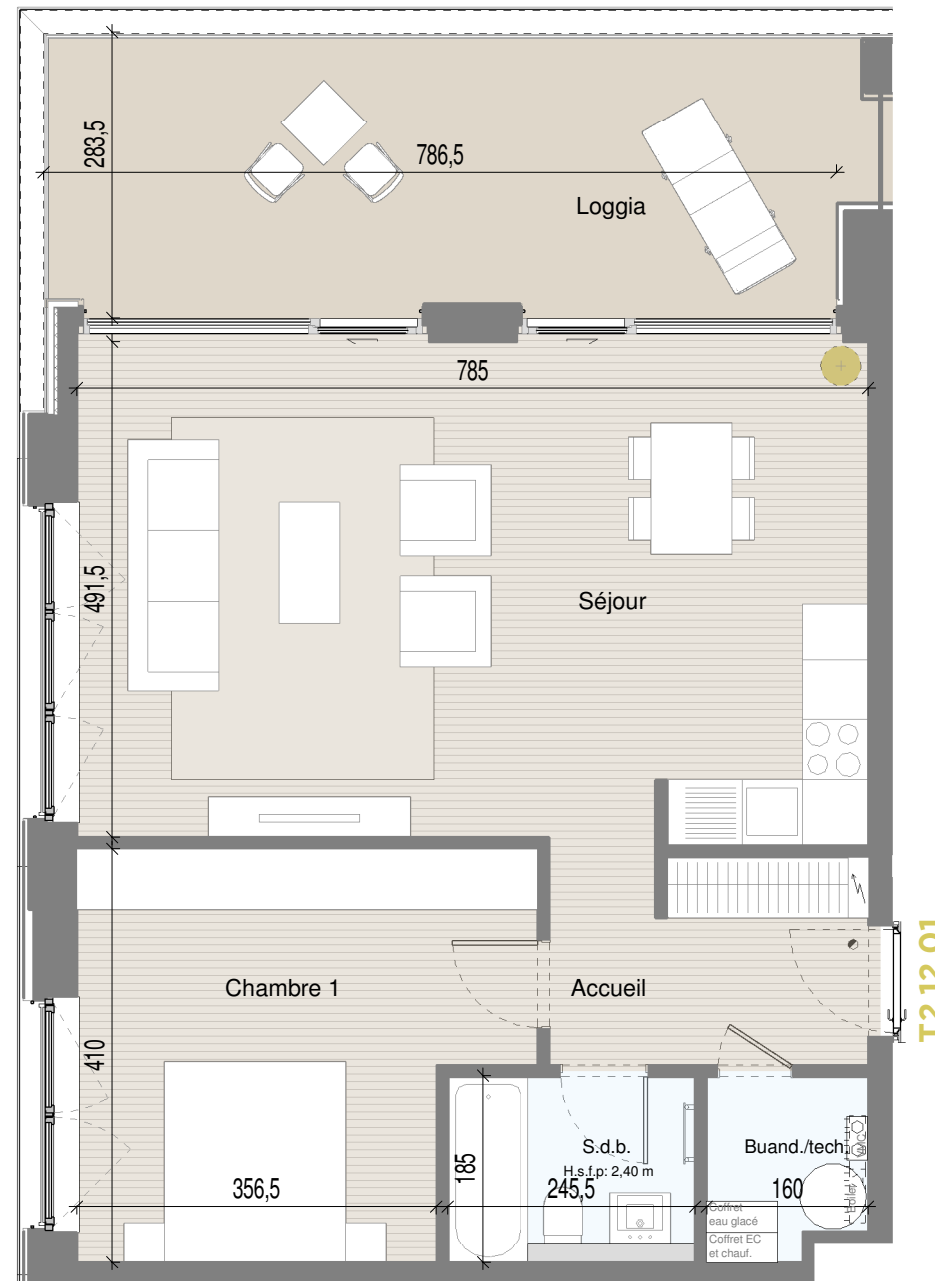 283,5
786,5
Loggia
785
491,5
Séjour
Chambre 1
Accueil
T2.12.01
410
S.d.b.
H.s.f.p: 2,40 m
Buand./tech.
185
356,5
245,5
160
Coffret
eau glacé
Coffret EC
et chauf.